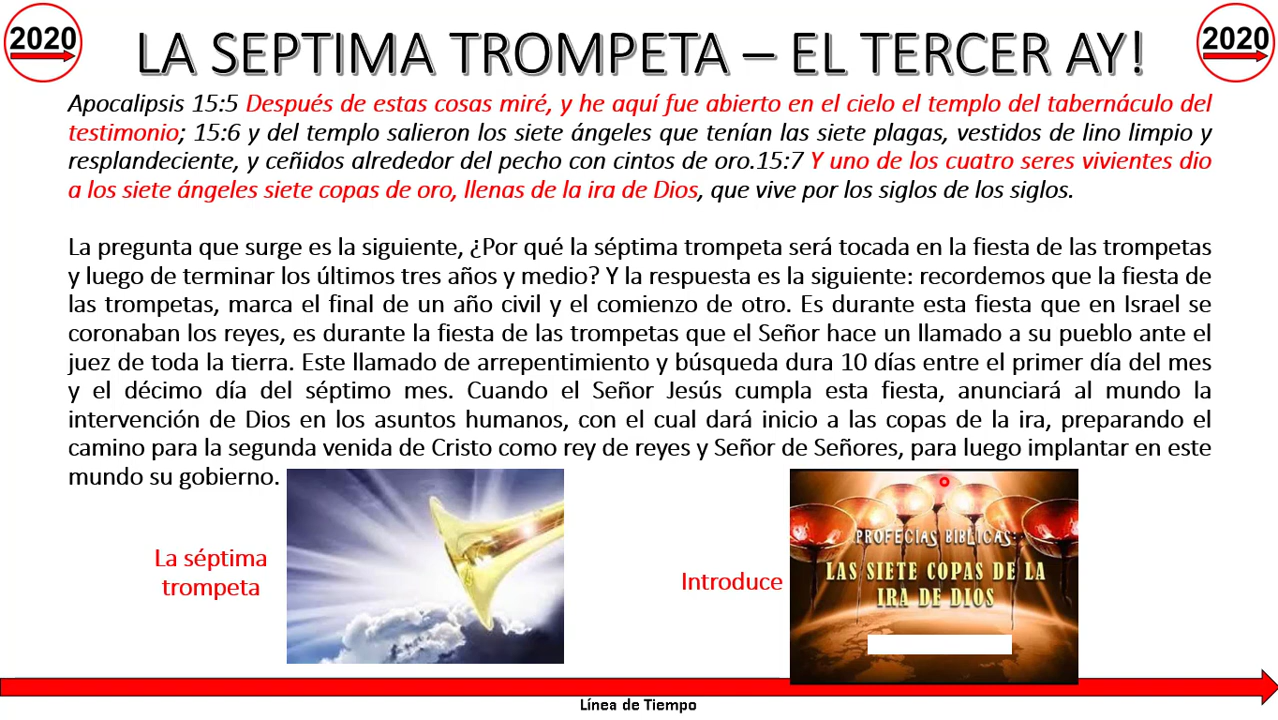 2020
2020
LA SEPTIMA TROMPETA – EL TERCER AY!
Apocalipsis 15:5 Después de estas cosas miré, y he aquí fue abierto en el cielo el templo del tabernáculo del
testimonio; 15:6 y del templo salieron los siete ángeles que tenían las siete plagas, vestidos de lino limpio y
resplandeciente, y ceñidos alrededor del pecho con cintos de oro.15:7 Y uno de los cuatro seres vivientes dio
a los siete ángeles siete copas de oro, llenas de la ira de Dios, que vive por los siglos de los siglos.
La pregunta que surge es la siguiente, ¿Por qué la séptima trompeta será tocada en la fiesta de las trompetas
y luego de terminar los últimos tres años y medio? Y la respuesta es la siguiente: recordemos que la fiesta de
las trompetas, marca el final de un año civil y el comienzo de otro. Es durante esta fiesta que en Israel se
coronaban los reyes, es durante la fiesta de las trompetas que el Señor hace un llamado a su pueblo ante el
juez de toda la tierra. Este llamado de arrepentimiento y búsqueda dura 10 días entre el primer día del mes
y el décimo día del séptimo mes. Cuando el Señor Jesús cumpla esta fiesta, anunciará al mundo la
intervención de Dios en los asuntos humanos, con el cual dará inicio a las copas de la ira, preparando el
camino para la segunda venida de Cristo como rey de reyes y Señor de Señores, para luego implantar en este
mundo su gobierno.
La séptima
trompeta
Introduce
PROFECIAS BIBLICAS:
LAS SIETE COPAS DE LA
IRA DE DIOS
Línea de Tiempo